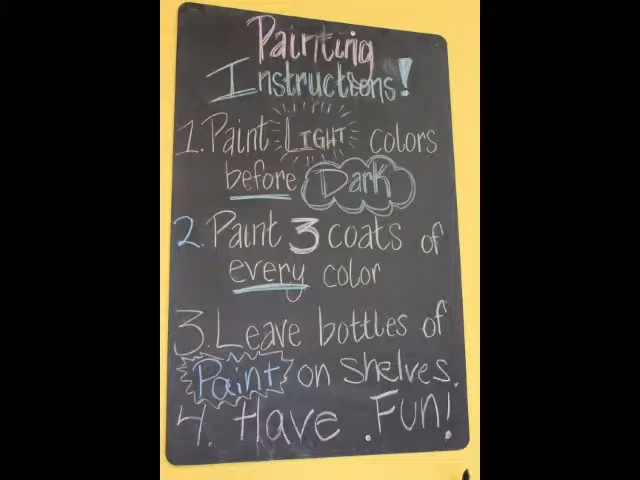 Painting
Instructions!
1. Paint LIGHT colors
before Dark
2. Paint 3 coats of
every color
3. Leave bottles of
Paint on shelves.
4. Have Fun!